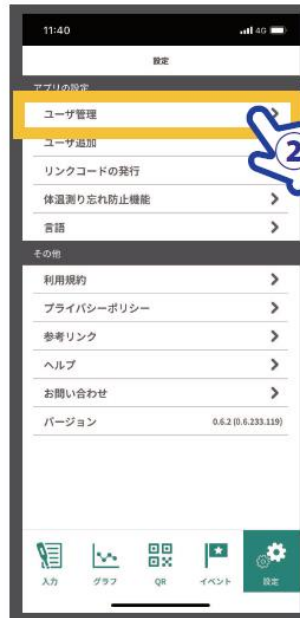 11:40 4G
設定
アプリの設定
ユーザ管理
2
ユーザ追加
リンクコードの発行
体温測り忘れ防止機能
言語
その他
利用規約
プライバシーポリシー
参考リンク
ヘルプ
お問い合わせ
バージョン 0.6.2 (0.6.233.119)
入力 グラフ QR イベント 設定